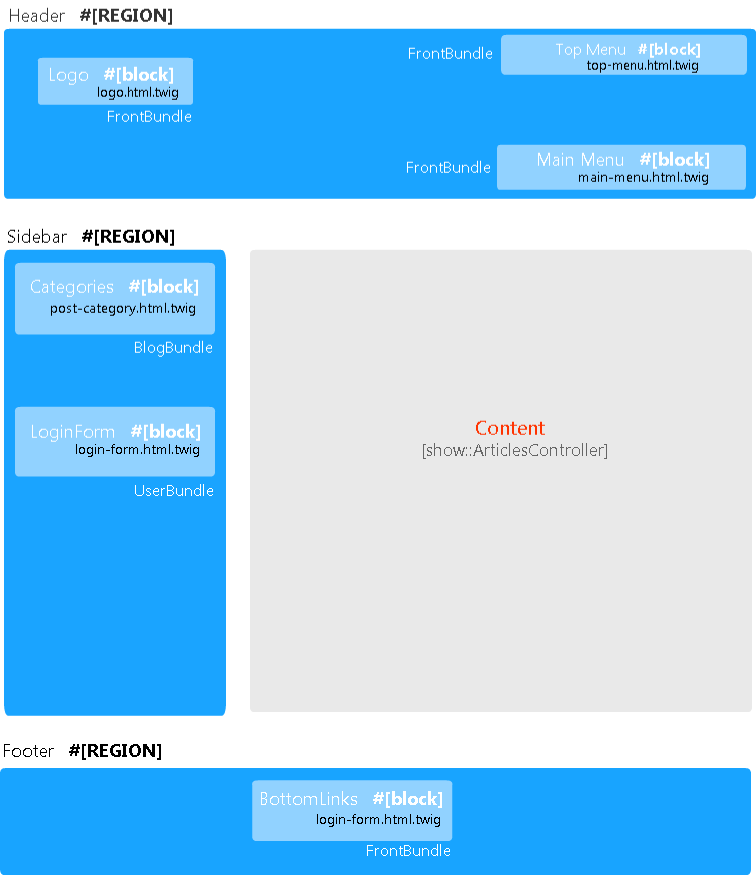 Header #[REGION]
Logo #[block]
logo.html.twig
FrontBundle
FrontBundle
Top Menu #[block]
top-menu.html.twig
FrontBundle
Main Menu #[block]
main-menu.html.twig
Sidebar #[REGION]
Categories #[block]
post-category.html.twig
BlogBundle
LoginForm #[block]
login-form.html.twig
UserBundle
Content
[show::ArticlesController]
Footer #[REGION]
BottomLinks #[block]
login-form.html.twig
FrontBundle